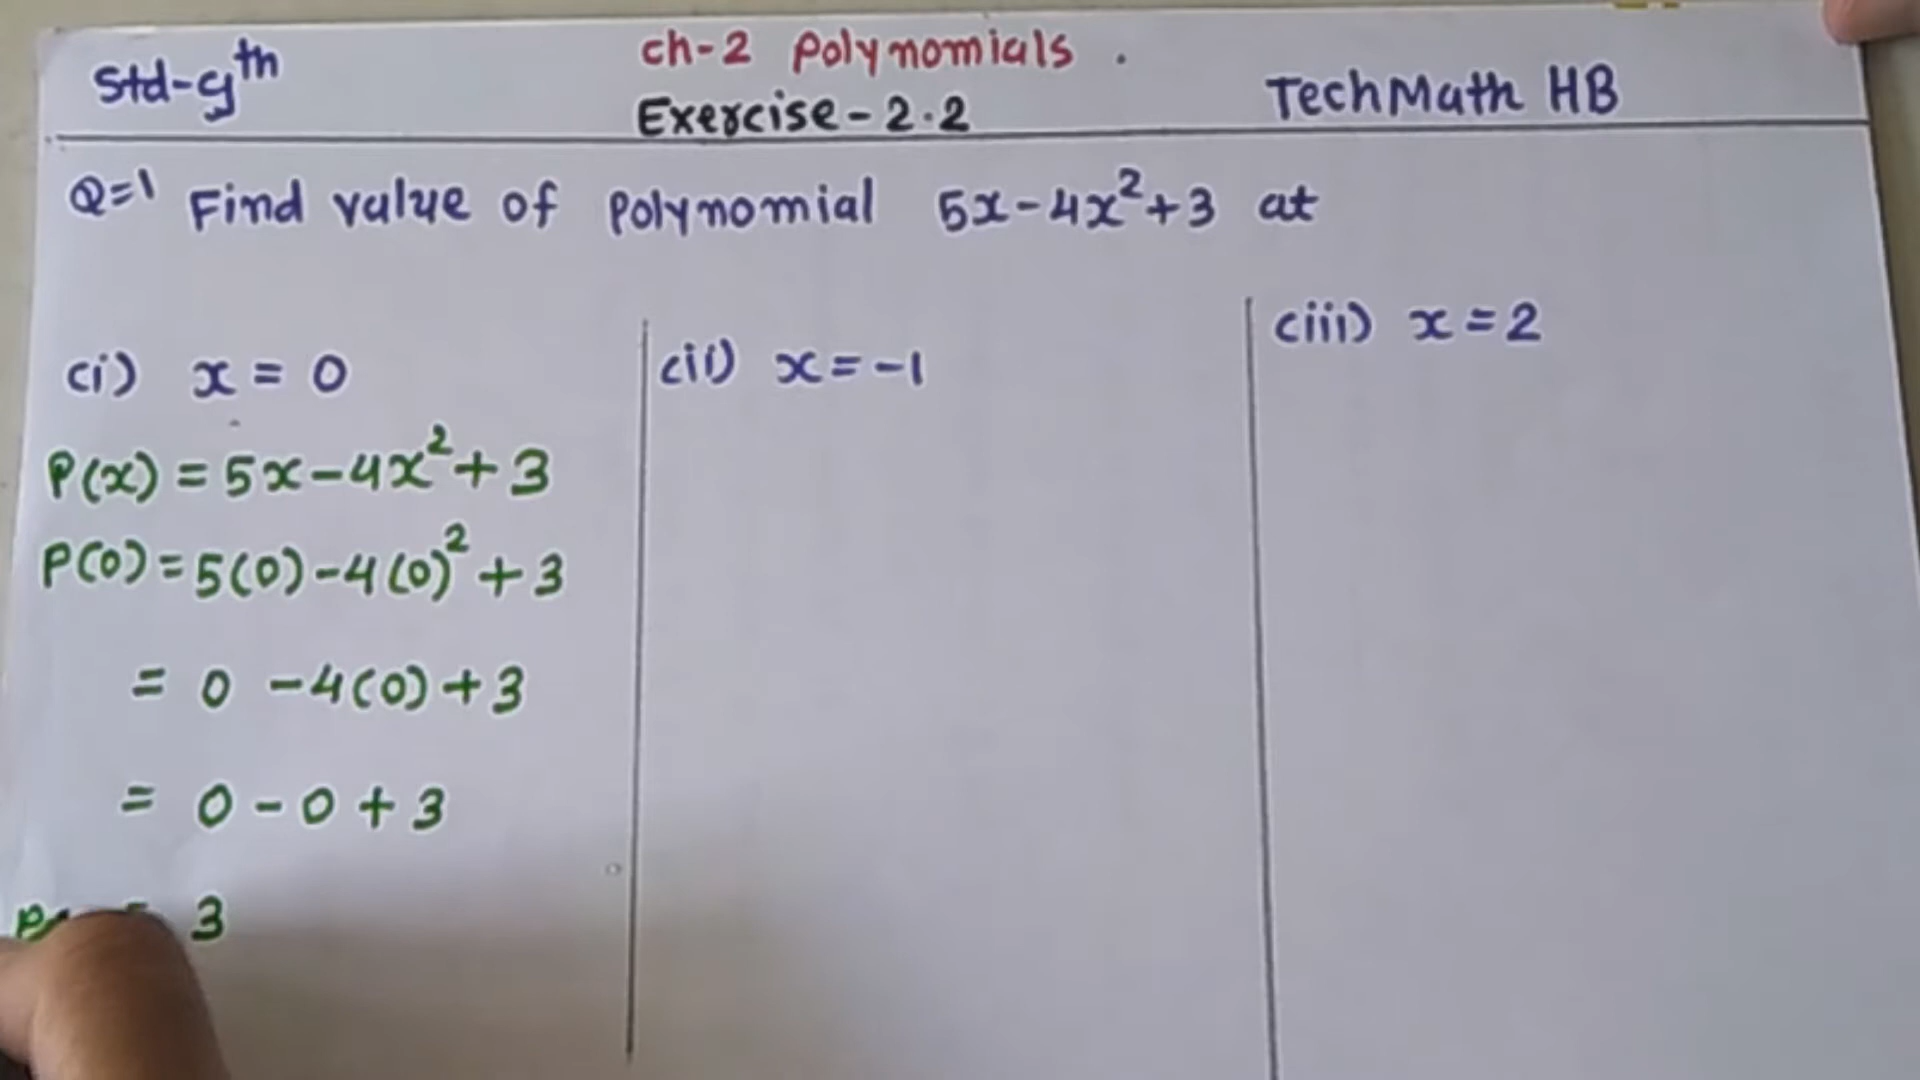 Std-9th
Ch-2 Polynomials .
Exercise-2.2
TechMath HB
Q=1 Find value of Polynomial 5x-4x²+3 at
(i) x = 0
P(x) = 5x-4x²+3
P(0) = 5(0)-4(0)²+3
= 0 -4(0)+3
= 0-0+3
3
(ii) x=-1
(iii) x=2